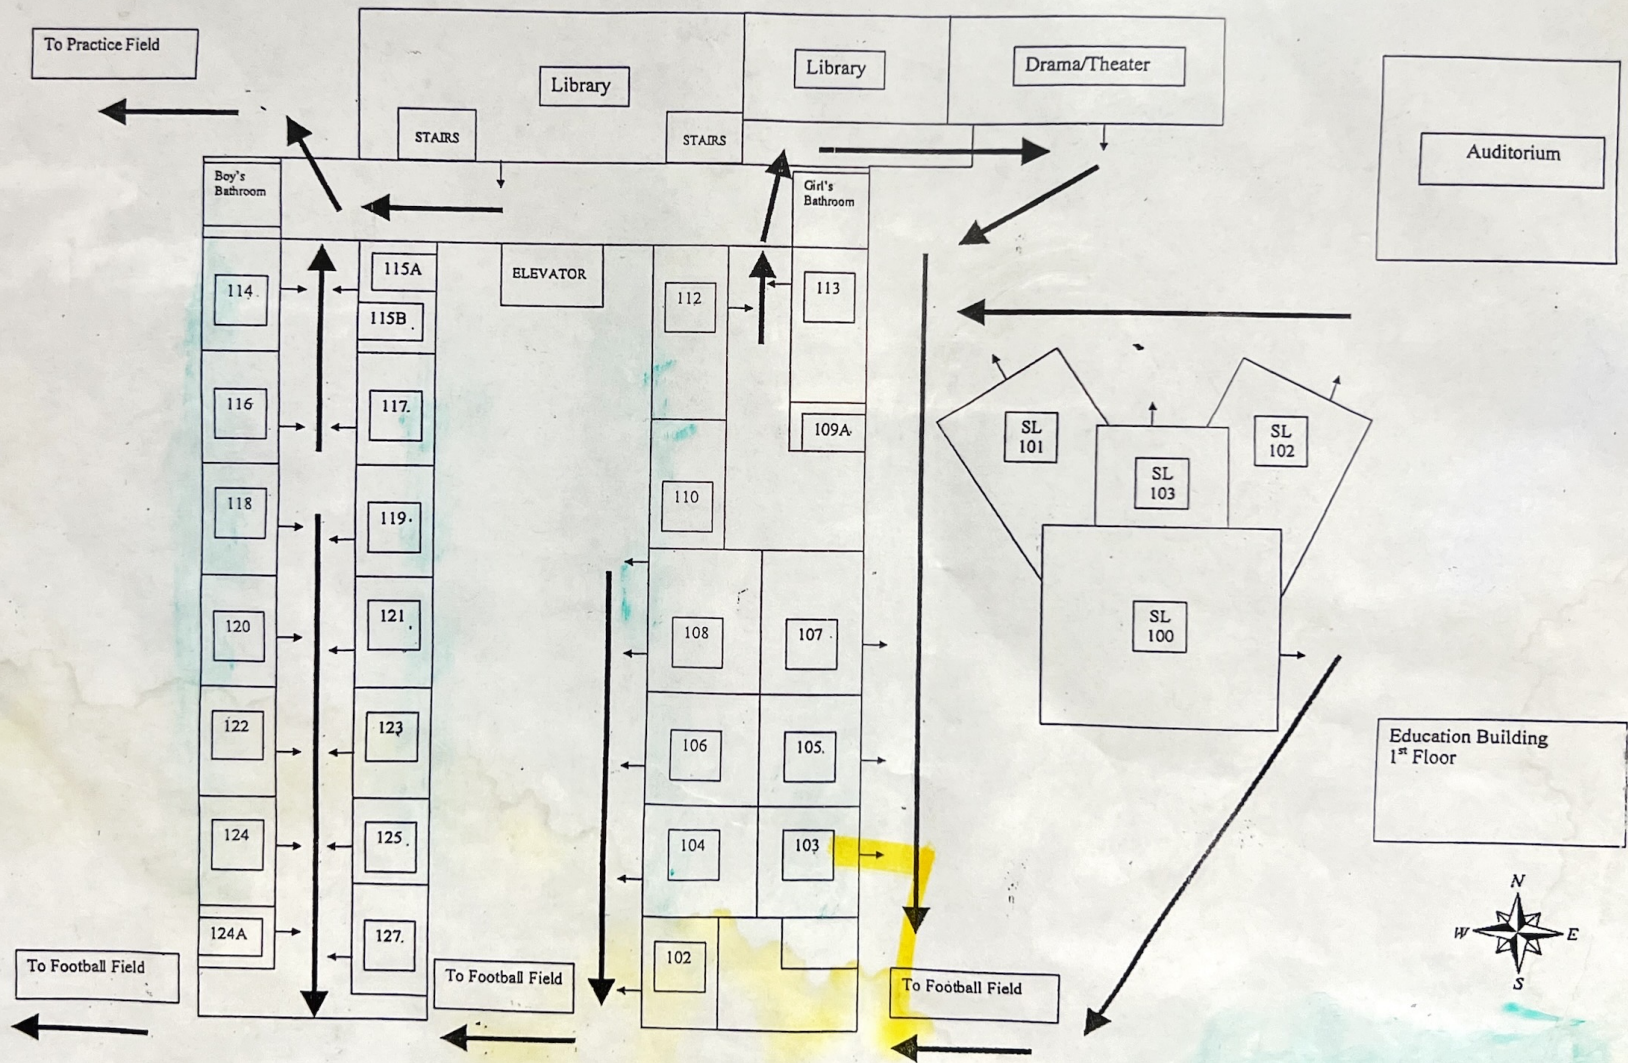 To Practice Field
Library
Library
Drama/Theater
Auditorium
STAIRS
STAIRS
Boy's
Bathroom
Girl's
Bathroom
ELEVATOR
114
115A
115B
112
113
116
117
109A
118
119
110
120
121
108
107
122
123
106
105
124
125
104
103
124A
127
102
SL
101
SL
102
SL
103
SL
100
Education Building
1st Floor
N
W
E
S
To Football Field
To Football Field
To Football Field